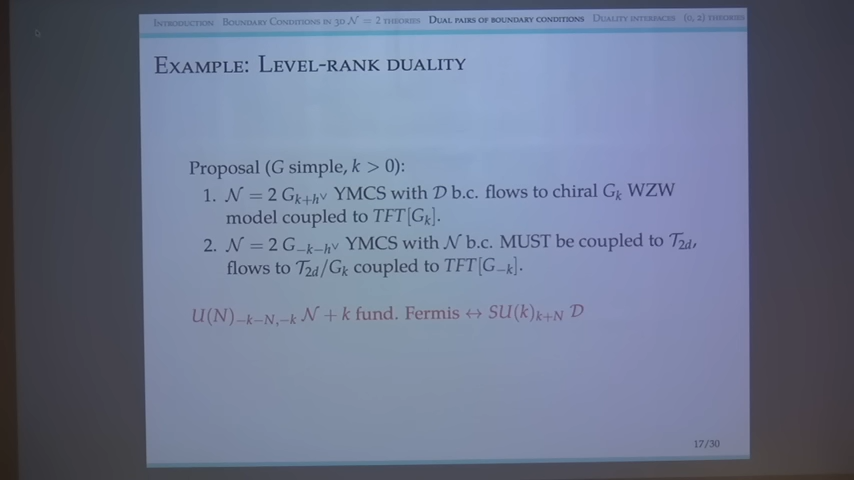 INTRODUCTION BOUNDARY CONDITIONS IN 3D 𝒩 = 2 THEORIES DUAL PAIRS OF BOUNDARY CONDITIONS DUALITY INTERFACES (0, 2) THEORIES
EXAMPLE: LEVEL-RANK DUALITY
Proposal (G simple, k > 0):
1. 𝒩 = 2 G_{k+h^∨} YMCS with 𝒟 b.c. flows to chiral G_k WZW
model coupled to TFT[G_k].
2. 𝒩 = 2 G_{−k−h^∨} YMCS with 𝒩 b.c. MUST be coupled to 𝒯_{2d},
flows to 𝒯_{2d}/G_k coupled to TFT[G_{−k}].
U(N)_{−k−N,−k} 𝒩 + k fund. Fermis ↔ SU(k)_{k+N} 𝒟
17/30